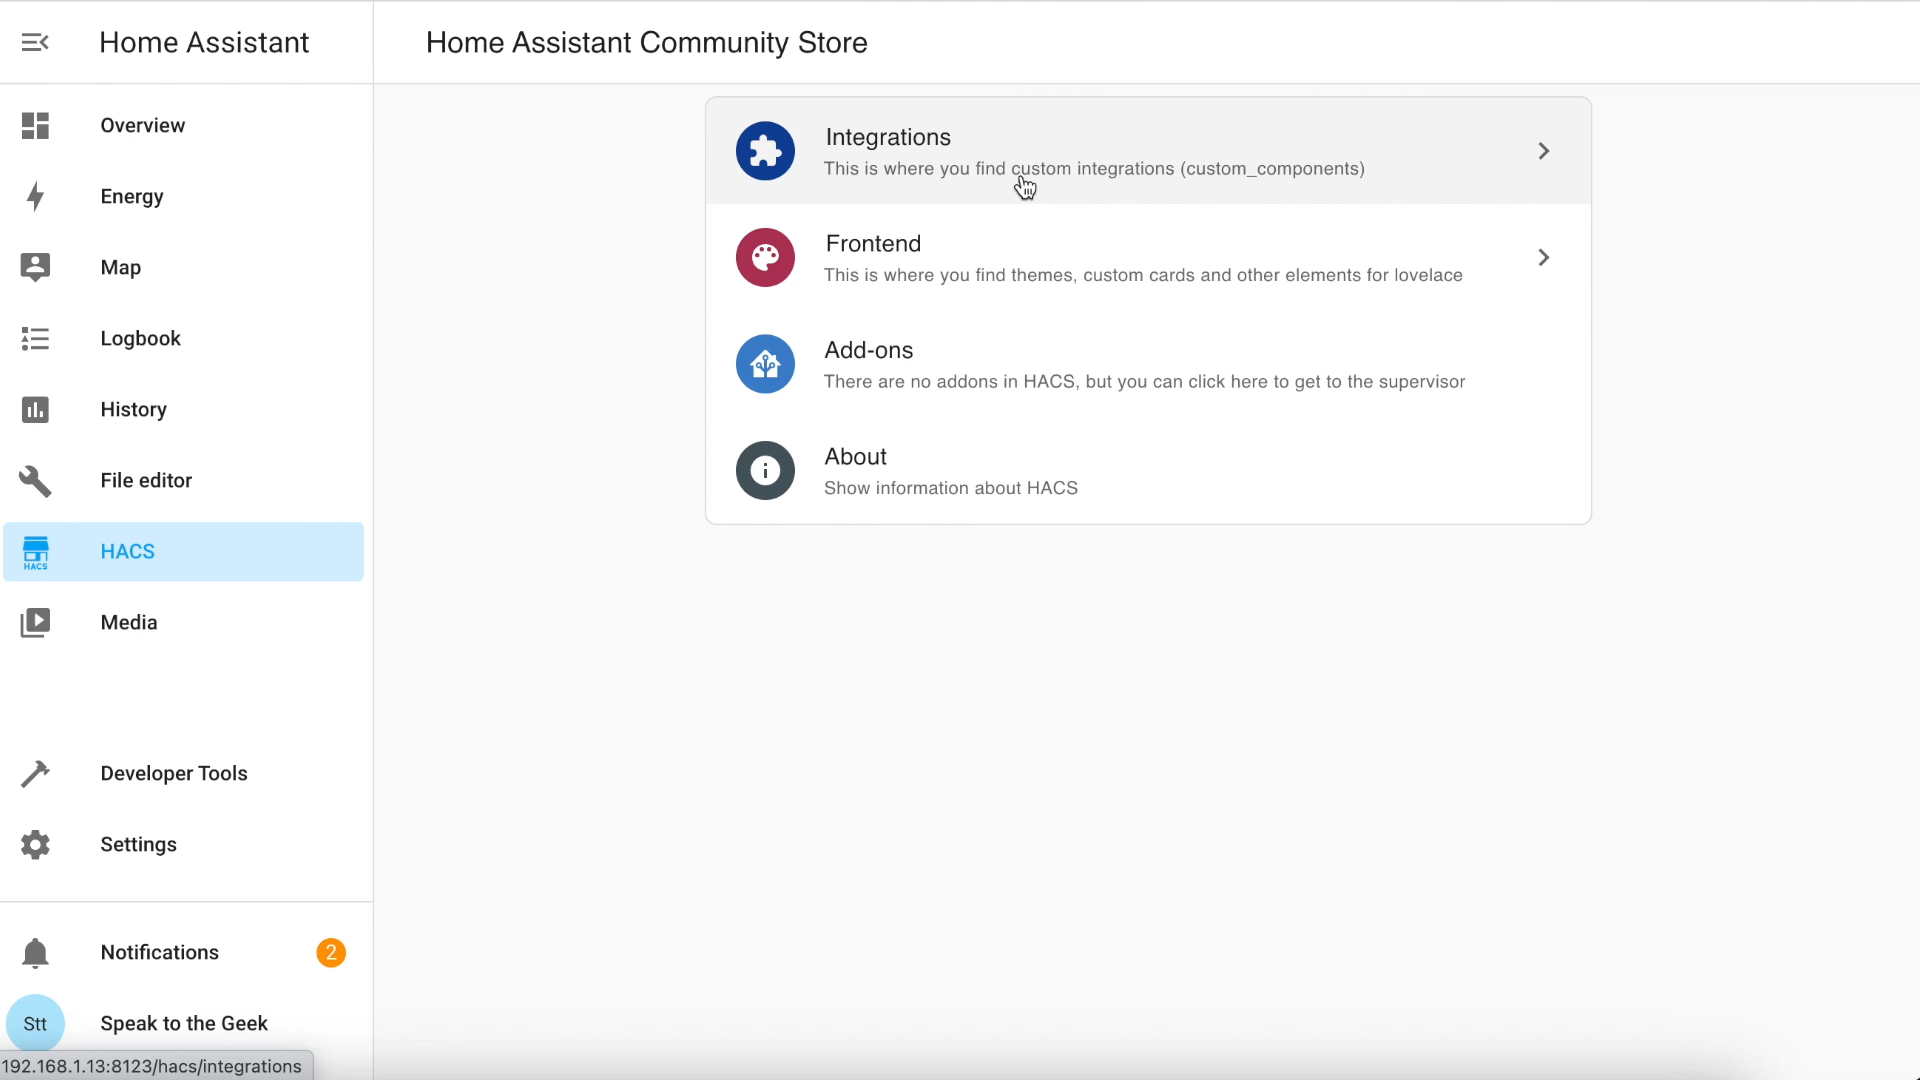 Home Assistant
Home Assistant Community Store
Overview
Energy
Map
Logbook
History
File editor
HACS
HACS
Media
Developer Tools
Settings
Notifications
2
Stt
Speak to the Geek
192.168.1.13:8123/hacs/integrations
Integrations
This is where you find custom integrations (custom_components)
Frontend
This is where you find themes, custom cards and other elements for lovelace
Add-ons
There are no addons in HACS, but you can click here to get to the supervisor
About
Show information about HACS